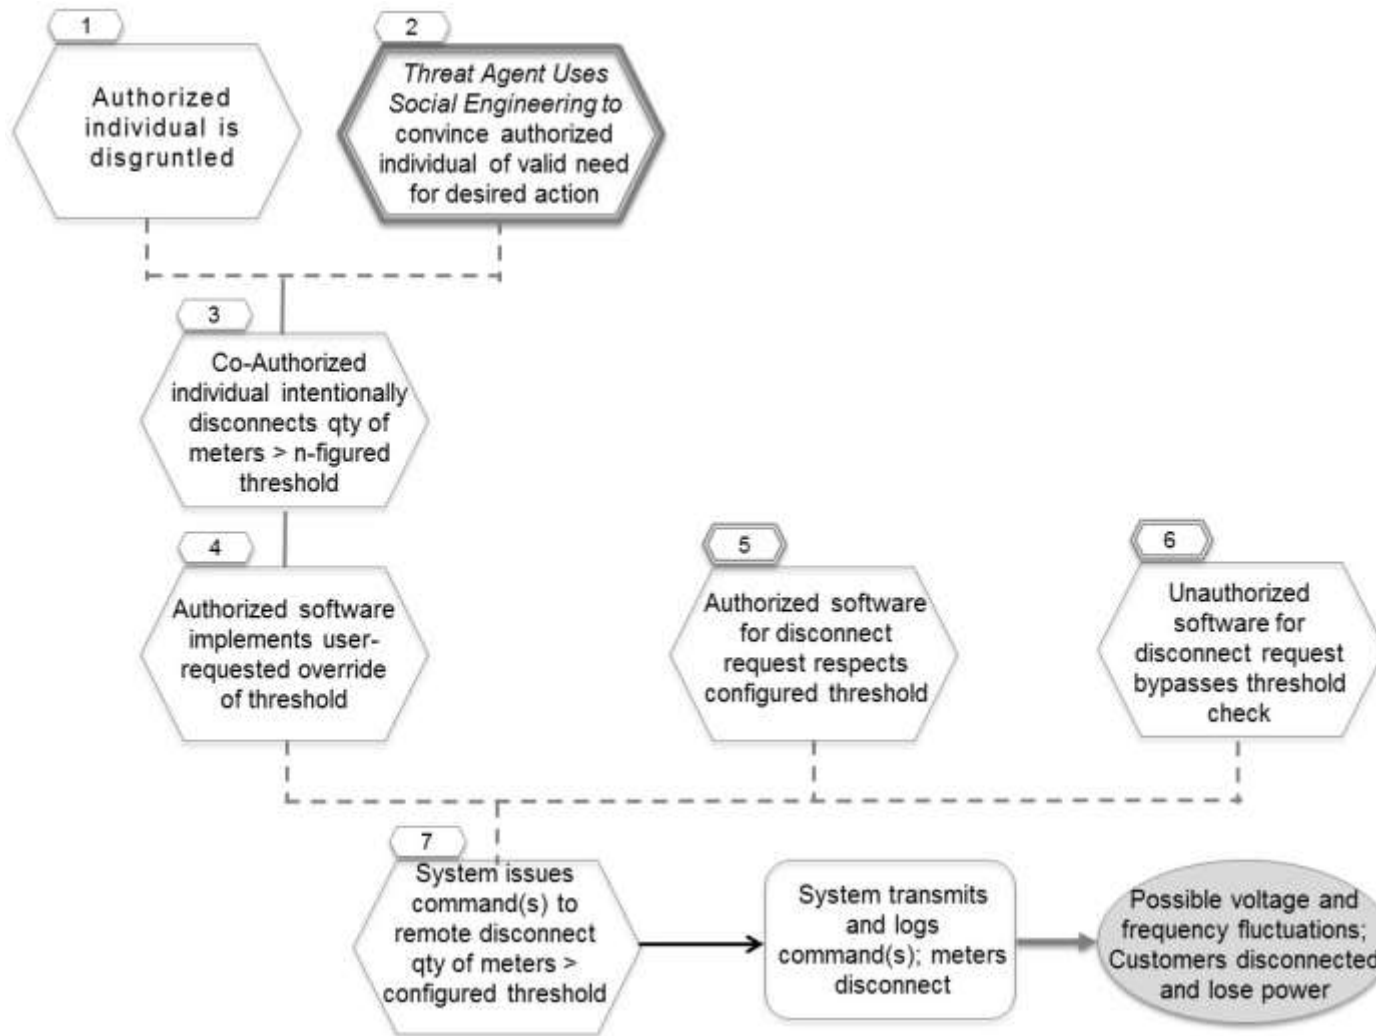 1
Authorized
individual is
disgruntled
2
Threat Agent Uses
Social Engineering to
convince authorized
individual of valid need
for desired action
3
Co-Authorized
individual intentionally
disconnects qty of
meters > n-figured
threshold
4
Authorized software
implements user-
requested override
of threshold
5
Authorized software
for disconnect
request respects
configured threshold
6
Unauthorized
software for
disconnect request
bypasses threshold
check
7
System issues
command(s) to
remote disconnect
qty of meters >
configured threshold
System transmits
and logs
command(s); meters
disconnect
Possible voltage and
frequency fluctuations;
Customers disconnected
and lose power